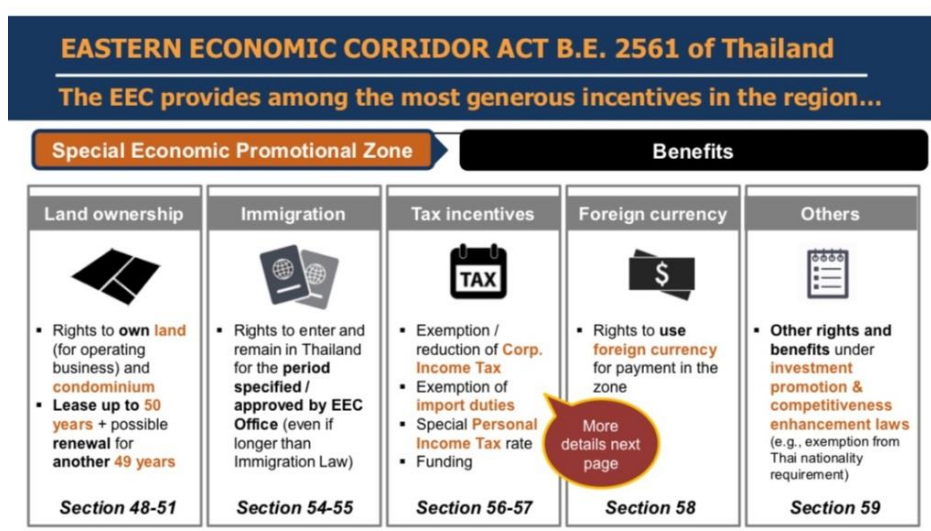 EASTERN ECONOMIC CORRIDOR ACT B.E. 2561 of Thailand
The EEC provides among the most generous incentives in the region...
Special Economic Promotional Zone
Benefits
Land ownership
▪ Rights to own land
(for operating
business) and
condominium
▪ Lease up to 50
years + possible
renewal for
another 49 years
Section 48-51
Immigration
▪ Rights to enter and
remain in Thailand
for the period
specified /
approved by EEC
Office (even if
longer than
Immigration Law)
Section 54-55
Tax incentives
TAX
▪ Exemption /
reduction of Corp.
Income Tax
▪ Exemption of
import duties
▪ Special Personal
Income Tax rate
▪ Funding
Section 56-57
More
details next
page
Foreign currency
$
▪ Rights to use
foreign currency
for payment in the
zone
Section 58
Others
▪ Other rights and
benefits under
investment
promotion &
competitiveness
enhancement laws
(e.g., exemption from
Thai nationality
requirement)
Section 59